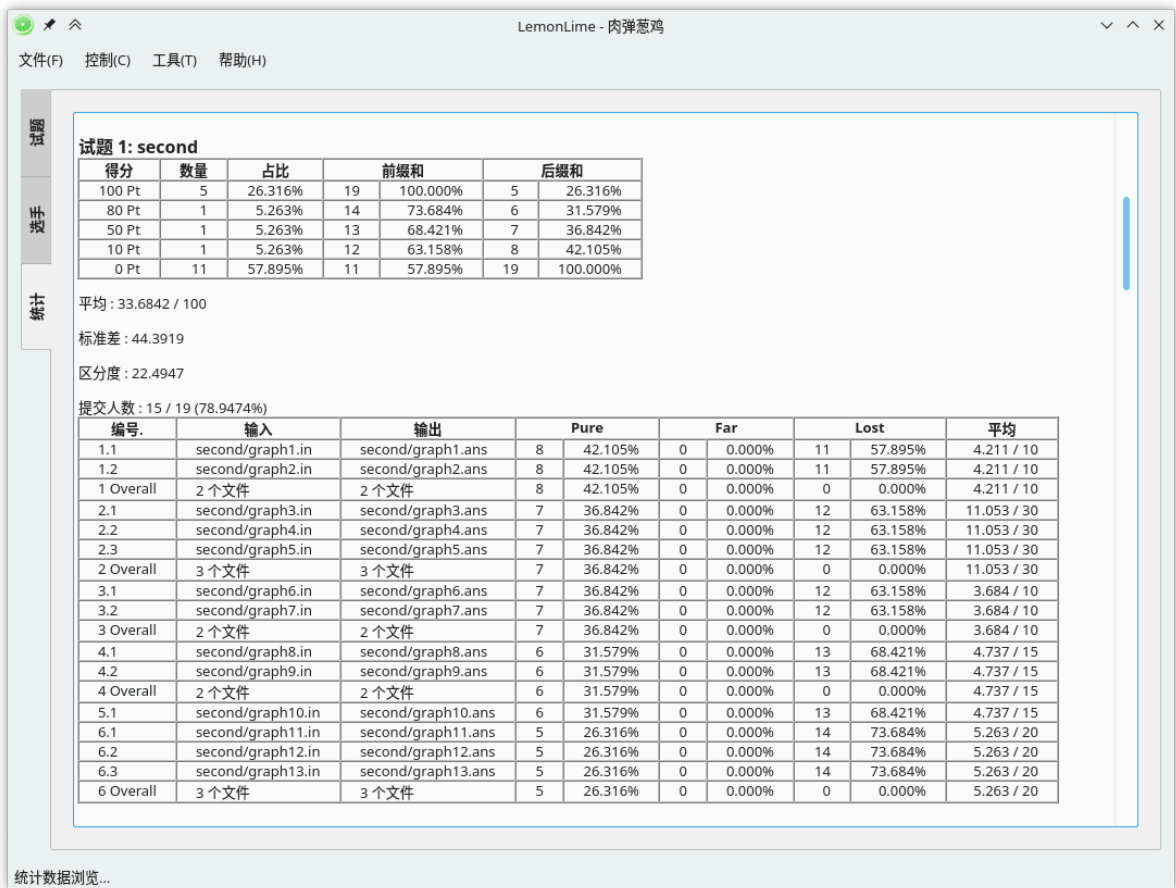 LemonLime - 肉弹葱鸡
文件(F) 控制(C) 工具(T) 帮助(H)
试题
选手
统计
试题 1: second
得分 数量 占比 前缀和 后缀和
100 Pt 5 26.316% 19 100.000% 5 26.316%
80 Pt 1 5.263% 14 73.684% 6 31.579%
50 Pt 1 5.263% 13 68.421% 7 36.842%
10 Pt 1 5.263% 12 63.158% 8 42.105%
0 Pt 11 57.895% 11 57.895% 19 100.000%
平均 : 33.6842 / 100
标准差 : 44.3919
区分度 : 22.4947
提交人数 : 15 / 19 (78.9474%)
编号. 输入 输出 Pure Far Lost 平均
1.1 second/graph1.in second/graph1.ans 8 42.105% 0 0.000% 11 57.895% 4.211 / 10
1.2 second/graph2.in second/graph2.ans 8 42.105% 0 0.000% 11 57.895% 4.211 / 10
1 Overall 2 个文件 2 个文件 8 42.105% 0 0.000% 0 0.000% 4.211 / 10
2.1 second/graph3.in second/graph3.ans 7 36.842% 0 0.000% 12 63.158% 11.053 / 30
2.2 second/graph4.in second/graph4.ans 7 36.842% 0 0.000% 12 63.158% 11.053 / 30
2.3 second/graph5.in second/graph5.ans 7 36.842% 0 0.000% 12 63.158% 11.053 / 30
2 Overall 3 个文件 3 个文件 7 36.842% 0 0.000% 0 0.000% 11.053 / 30
3.1 second/graph6.in second/graph6.ans 7 36.842% 0 0.000% 12 63.158% 3.684 / 10
3.2 second/graph7.in second/graph7.ans 7 36.842% 0 0.000% 12 63.158% 3.684 / 10
3 Overall 2 个文件 2 个文件 7 36.842% 0 0.000% 0 0.000% 3.684 / 10
4.1 second/graph8.in second/graph8.ans 6 31.579% 0 0.000% 13 68.421% 4.737 / 15
4.2 second/graph9.in second/graph9.ans 6 31.579% 0 0.000% 13 68.421% 4.737 / 15
4 Overall 2 个文件 2 个文件 6 31.579% 0 0.000% 0 0.000% 4.737 / 15
5.1 second/graph10.in second/graph10.ans 6 31.579% 0 0.000% 13 68.421% 4.737 / 15
6.1 second/graph11.in second/graph11.ans 5 26.316% 0 0.000% 14 73.684% 5.263 / 20
6.2 second/graph12.in second/graph12.ans 5 26.316% 0 0.000% 14 73.684% 5.263 / 20
6.3 second/graph13.in second/graph13.ans 5 26.316% 0 0.000% 14 73.684% 5.263 / 20
6 Overall 3 个文件 3 个文件 5 26.316% 0 0.000% 0 0.000% 5.263 / 20
统计数据浏览...